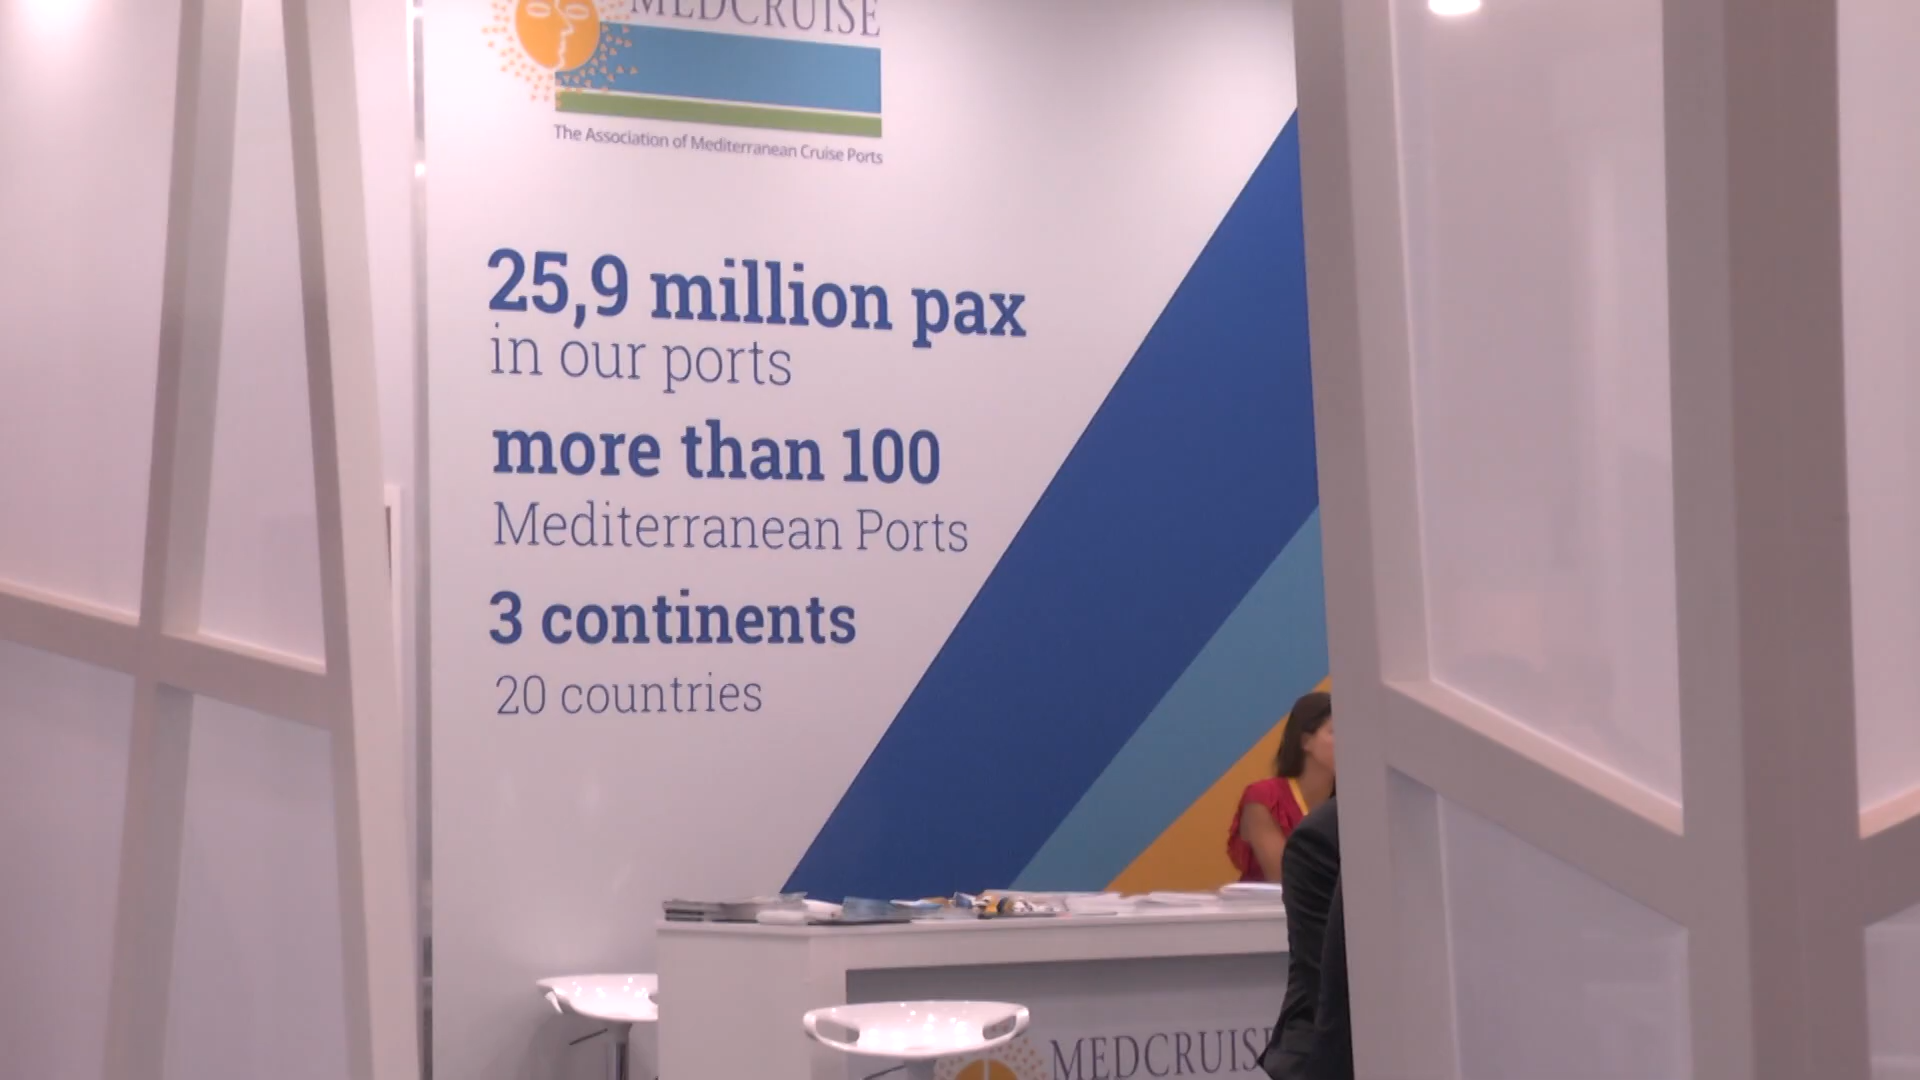 MEDCRUISE
The Association of Mediterranean Cruise Ports
25,9 million pax
in our ports
more than 100
Mediterranean Ports
3 continents
20 countries
MEDCRUISE